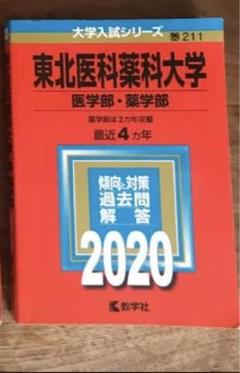 大学入試シリーズ 211
東北医科薬科大学
医学部・薬学部
薬学部は3カ年収載
最近4カ年
傾向と対策
過去問
解答
2020
教学社